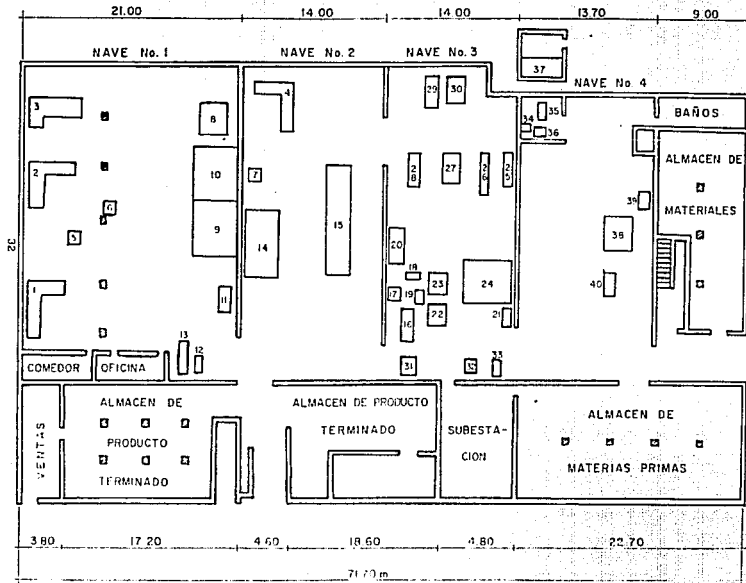 21.00 14.00 14.00 13.70 9.00
NAVE No. 1 NAVE No. 2 NAVE No. 3
37
NAVE No. 4
3 8 4 29 30 35 34 36
BAÑOS
2 10 7 28 27 26 25
ALMACEN DE
MATERIALES
6 5 9 14 15 20 39 38
32
18 23 24 40
1 11 17 19 16 22 21
13 12 31 32 33
COMEDOR OFICINA
VENTAS
ALMACEN DE
PRODUCTO
TERMINADO
ALMACEN DE PRODUCTO
TERMINADO
SUBESTA-
CION
ALMACEN DE
MATERIAS PRIMAS
3.80 17.20 4.60 18.60 4.80 22.70